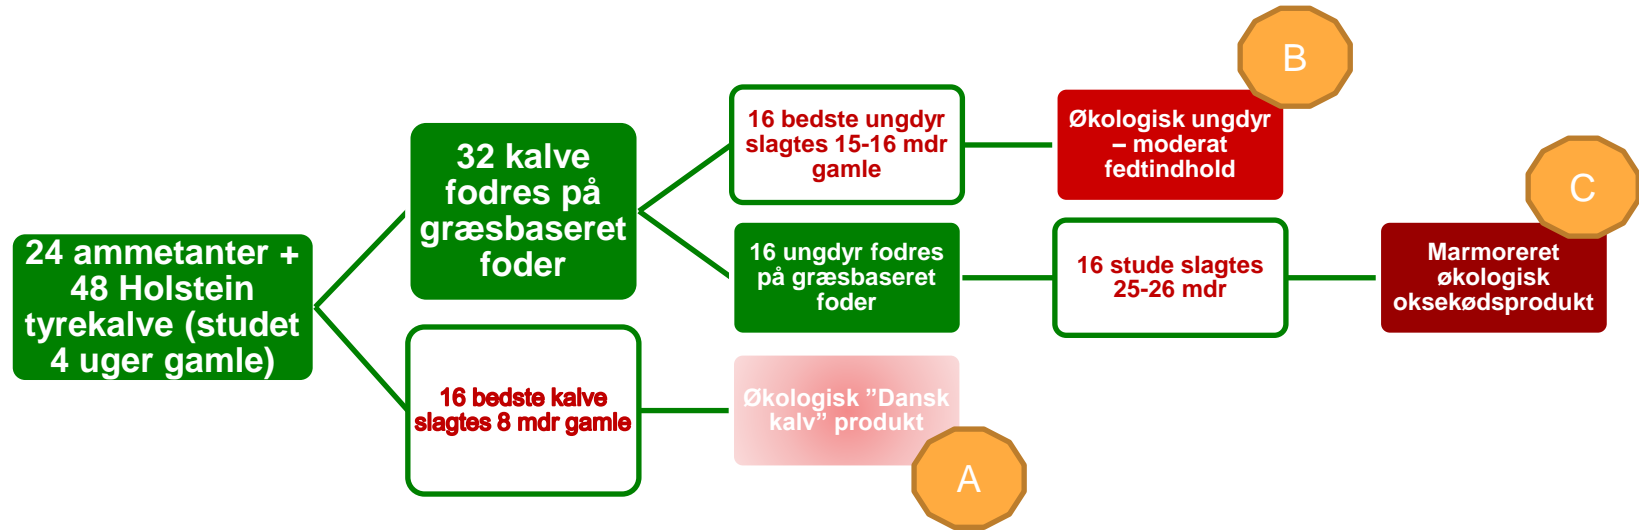 24 ammetanter +
48 Holstein
tyrekalve (studet
4 uger gamle)
32 kalve
fodres på
græsbaseret
foder
16 bedste ungdyr
slagtes 15-16 mdr
gamle
Økologisk ungdyr
– moderat
fedtindhold
B
16 ungdyr fodres
på græsbaseret
foder
16 stude slagtes
25-26 mdr
Marmoreret
økologisk
oksekødsprodukt
C
16 bedste kalve
slagtes 8 mdr gamle
Økologisk ”Dansk
kalv” produkt
A